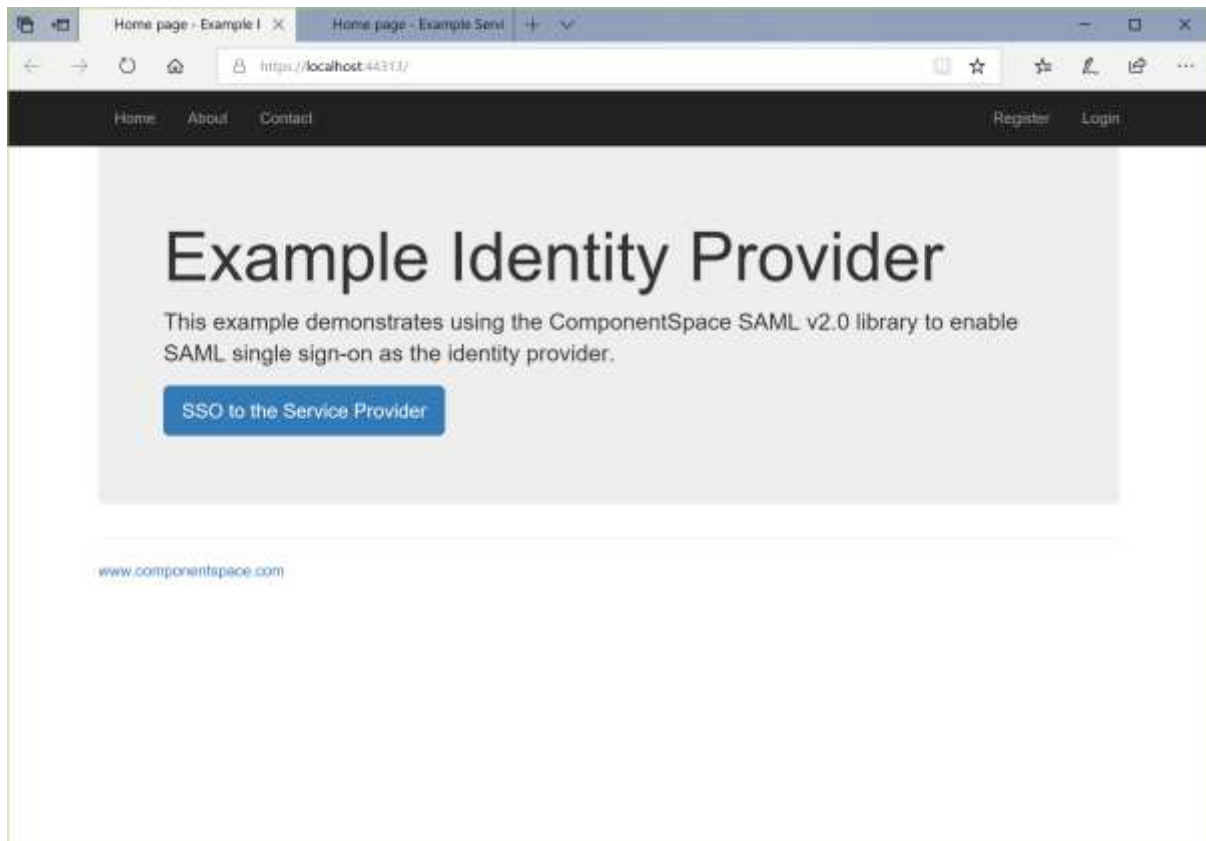 Home page - Example I
Home page - Example Servi
https://localhost:44313/
Home About Contact Register Login
Example Identity Provider
This example demonstrates using the ComponentSpace SAML v2.0 library to enable
SAML single sign-on as the identity provider.
SSO to the Service Provider
www.componentspace.com